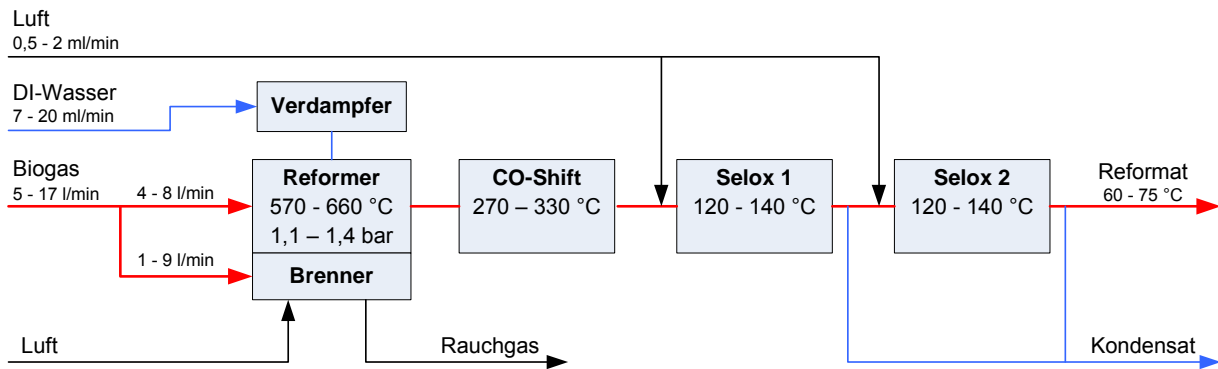 Luft
0,5 - 2 ml/min
DI-Wasser
7 - 20 ml/min
Verdampfer
Biogas
5 - 17 l/min
4 - 8 l/min
1 - 9 l/min
Reformer
570 - 660 °C
1,1 – 1,4 bar
Brenner
CO-Shift
270 – 330 °C
Selox 1
120 - 140 °C
Selox 2
120 - 140 °C
Reformat
60 - 75 °C
Luft
Rauchgas
Kondensat